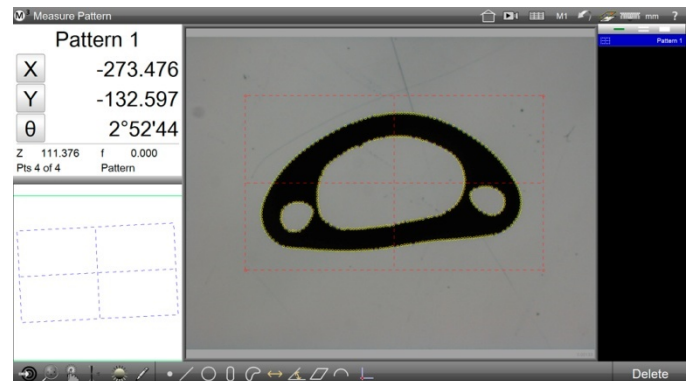 M³ Measure Pattern
M1
mm ?
Pattern 1
X -273.476
Y -132.597
θ 2°52'44
Z 111.376 f 0.000
Pts 4 of 4 Pattern
Pattern 1
Delete